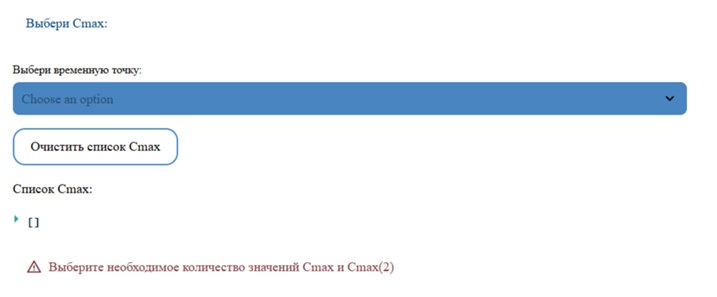 Выбери Cmax:
Выбери временную точку:
Choose an option
Очистить список Cmax
Список Cmax:
[]
Выберите необходимое количество значений Cmax и Cmax(2)